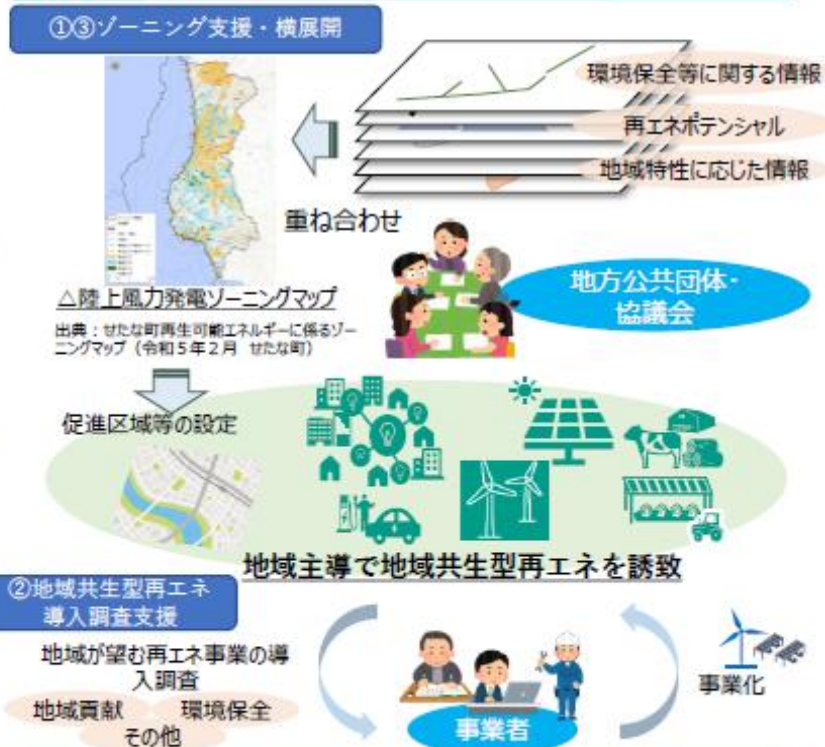 ①③ゾーニング支援・横展開
環境保全等に関する情報
再エネポテンシャル
地域特性に応じた情報
重ね合わせ
地方公共団体・
協議会
△陸上風力発電ゾーニングマップ
出典：せたな町再生可能エネルギーに係るゾー
ニングマップ（令和５年２月 せたな町）
促進区域等の設定
地域主導で地域共生型再エネを誘致
②地域共生型再エネ
導入調査支援
地域が望む再エネ事業の導
入調査
地域貢献
環境保全
その他
事業者
事業化